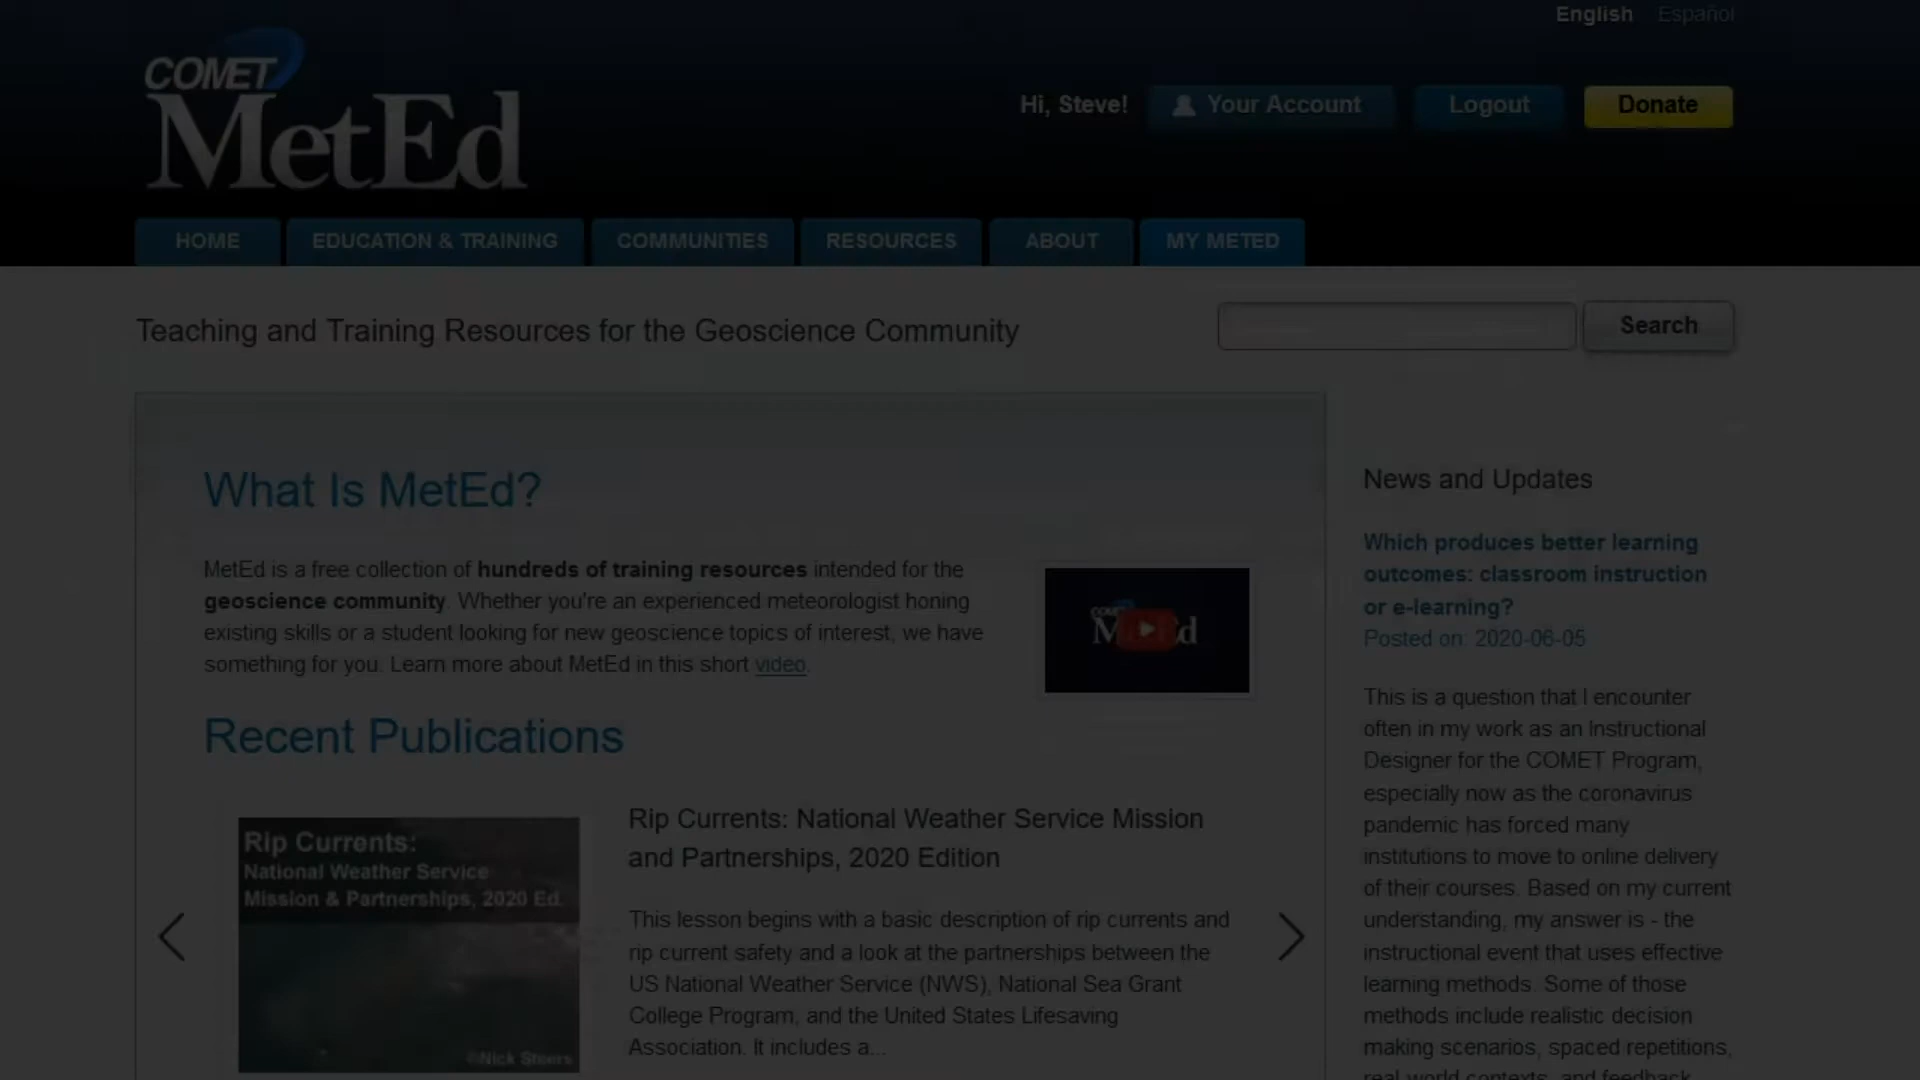 English Español
COMET
MetEd
Hi, Steve! Your Account Logout Donate
HOME EDUCATION & TRAINING COMMUNITIES RESOURCES ABOUT MY METED
Teaching and Training Resources for the Geoscience Community
Search
What Is MetEd?
MetEd is a free collection of hundreds of training resources intended for the
geoscience community. Whether you're an experienced meteorologist honing
existing skills or a student looking for new geoscience topics of interest, we have
something for you. Learn more about MetEd in this short video.
COMET
MetEd
Recent Publications
Rip Currents:
National Weather Service
Mission & Partnerships, 2020 Ed.
©Nick Steers
Rip Currents: National Weather Service Mission
and Partnerships, 2020 Edition
This lesson begins with a basic description of rip currents and
rip current safety and a look at the partnerships between the
US National Weather Service (NWS), National Sea Grant
College Program, and the United States Lifesaving
Association. It includes a...
News and Updates
Which produces better learning
outcomes: classroom instruction
or e-learning?
Posted on: 2020-06-05
This is a question that I encounter
often in my work as an Instructional
Designer for the COMET Program,
especially now as the coronavirus
pandemic has forced many
institutions to move to online delivery
of their courses. Based on my current
understanding, my answer is - the
instructional event that uses effective
learning methods. Some of those
methods include realistic decision
making scenarios, spaced repetitions,
real-world contexts, and feedback